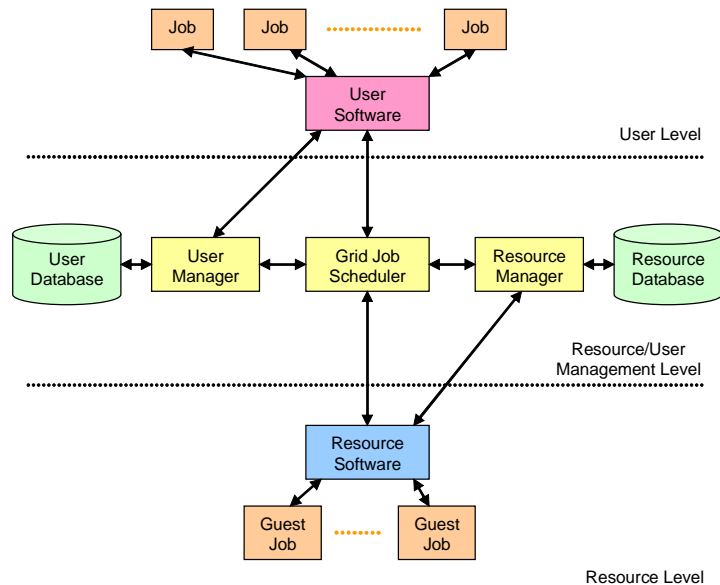 Job
Job
Job
User
Software
User Level
User
Database
User
Manager
Grid Job
Scheduler
Resource
Manager
Resource
Database
Resource/User
Management Level
Resource
Software
Guest
Job
Guest
Job
Resource Level